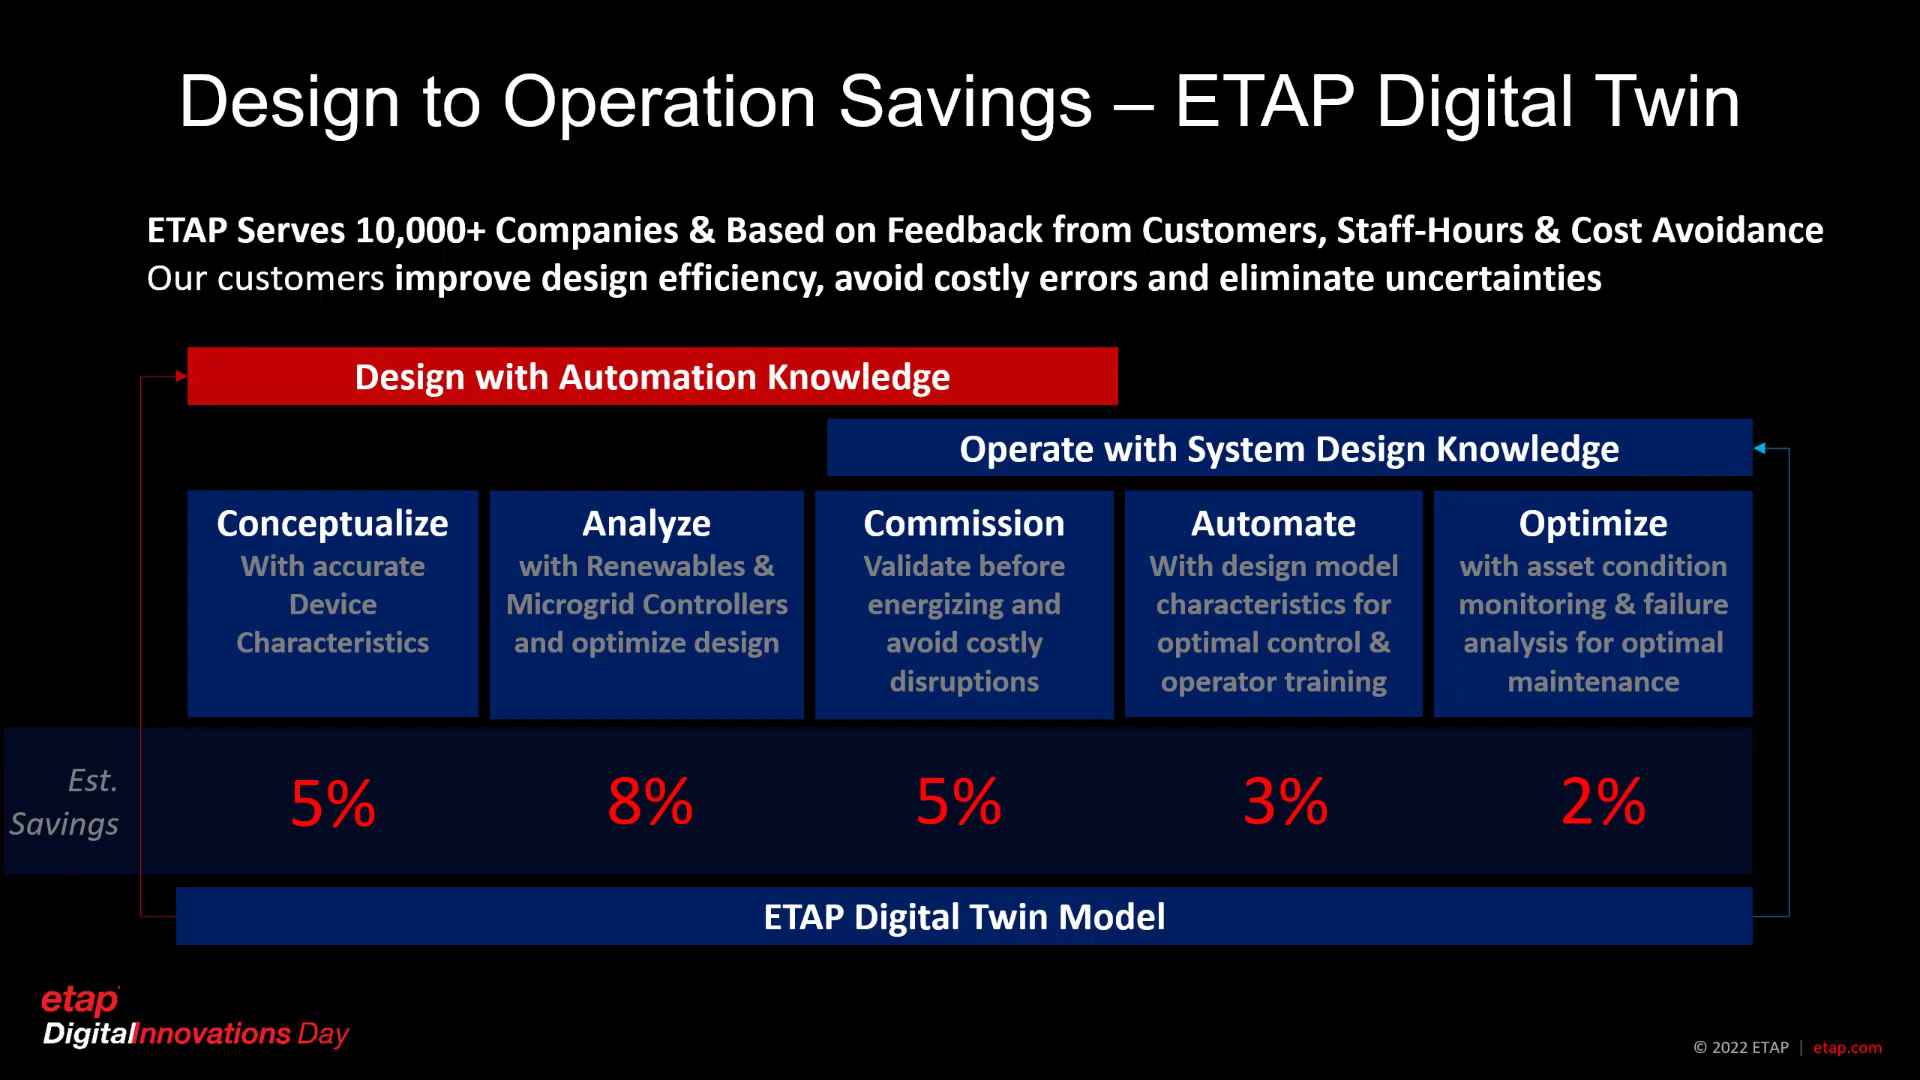 Design to Operation Savings – ETAP Digital Twin
ETAP Serves 10,000+ Companies & Based on Feedback from Customers, Staff-Hours & Cost Avoidance
Our customers improve design efficiency, avoid costly errors and eliminate uncertainties
Design with Automation Knowledge
Operate with System Design Knowledge
Conceptualize
With accurate
Device
Characteristics
Analyze
with Renewables &
Microgrid Controllers
and optimize design
Commission
Validate before
energizing and
avoid costly
disruptions
Automate
With design model
characteristics for
optimal control &
operator training
Optimize
with asset condition
monitoring & failure
analysis for optimal
maintenance
Est.
Savings
5%
8%
5%
3%
2%
ETAP Digital Twin Model
etap
DigitalInnovations Day
© 2022 ETAP | etap.com